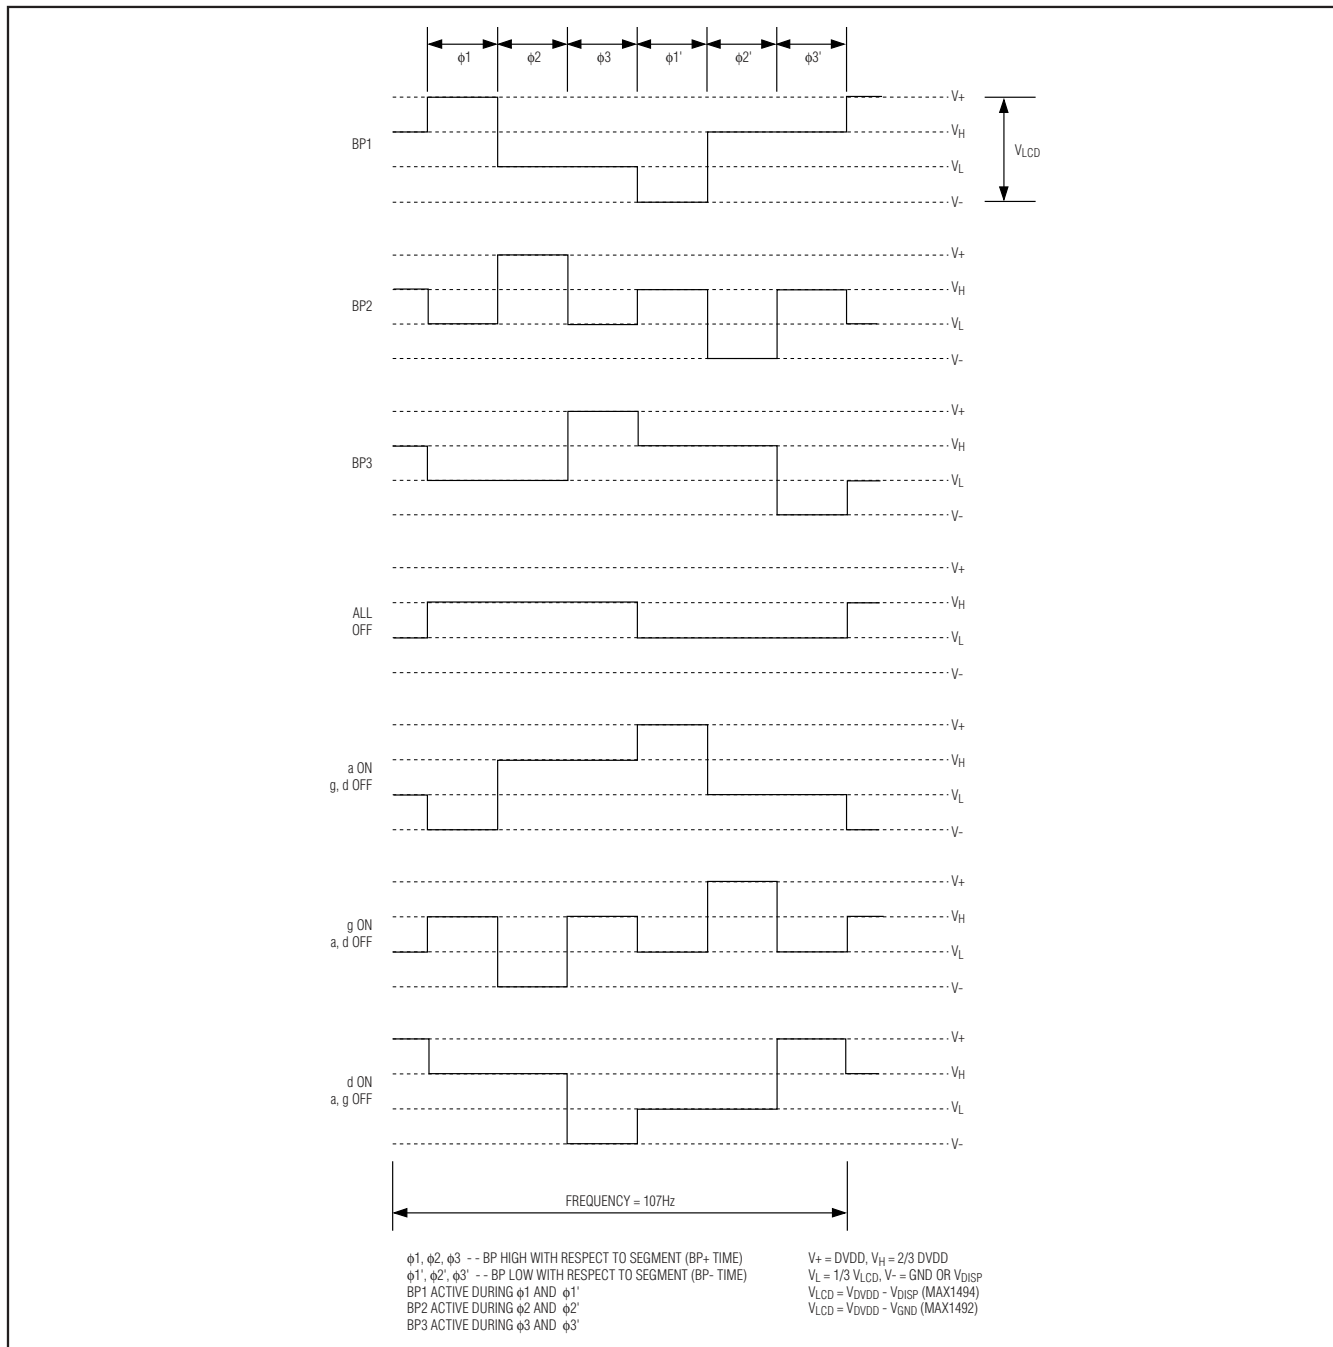 ϕ1 ϕ2 ϕ3 ϕ1' ϕ2' ϕ3'
V+
BP1
VH
VLCD
VL
V-
V+
VH
BP2
VL
V-
V+
VH
BP3
VL
V-
V+
VH
ALL
OFF
VL
V-
V+
VH
a ON
g, d OFF
VL
V-
V+
VH
g ON
a, d OFF
VL
V-
V+
VH
d ON
a, g OFF
VL
V-
FREQUENCY = 107Hz
ϕ1, ϕ2, ϕ3 - - BP HIGH WITH RESPECT TO SEGMENT (BP+ TIME)
ϕ1', ϕ2', ϕ3' - - BP LOW WITH RESPECT TO SEGMENT (BP- TIME)
BP1 ACTIVE DURING ϕ1 AND ϕ1'
BP2 ACTIVE DURING ϕ2 AND ϕ2'
BP3 ACTIVE DURING ϕ3 AND ϕ3'
V+ = DVDD, VH = 2/3 DVDD
VL = 1/3 VLCD, V- = GND OR VDISP
VLCD = VDVDD - VDISP (MAX1494)
VLCD = VDVDD - VGND (MAX1492)